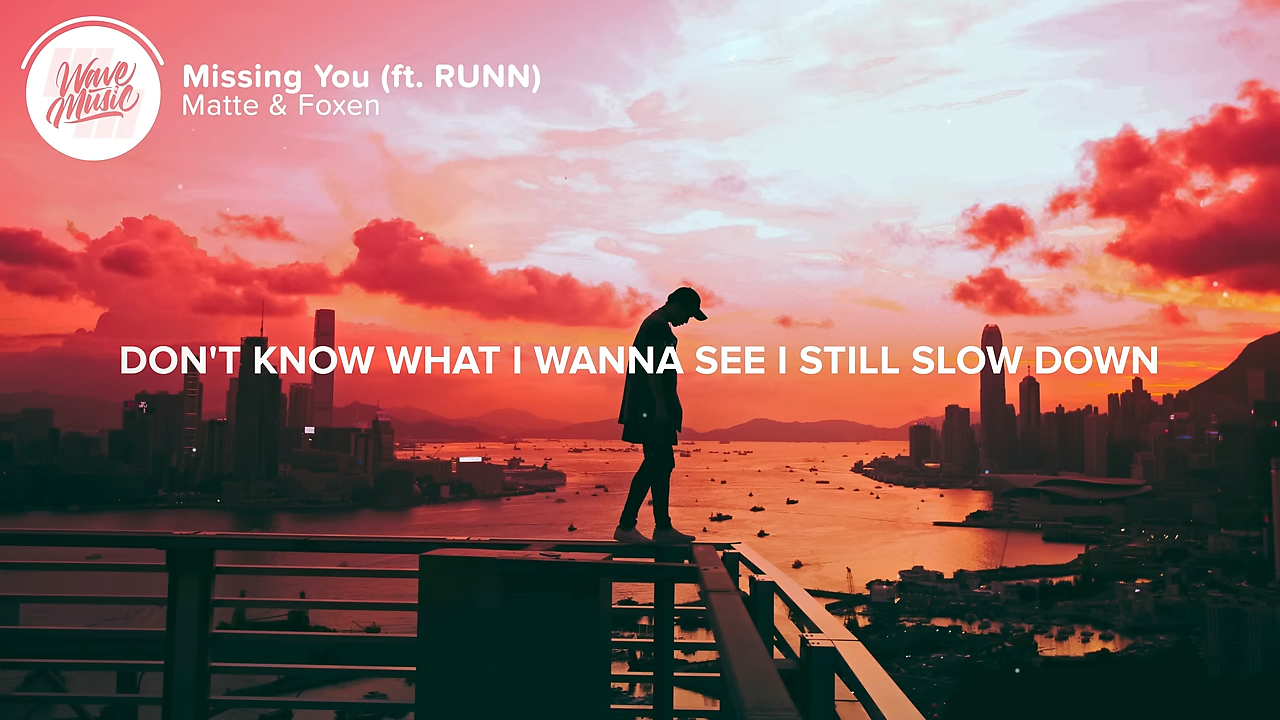 Wave
Music
Missing You (ft. RUNN)
Matte & Foxen
DON'T KNOW WHAT I WANNA SEE I STILL SLOW DOWN